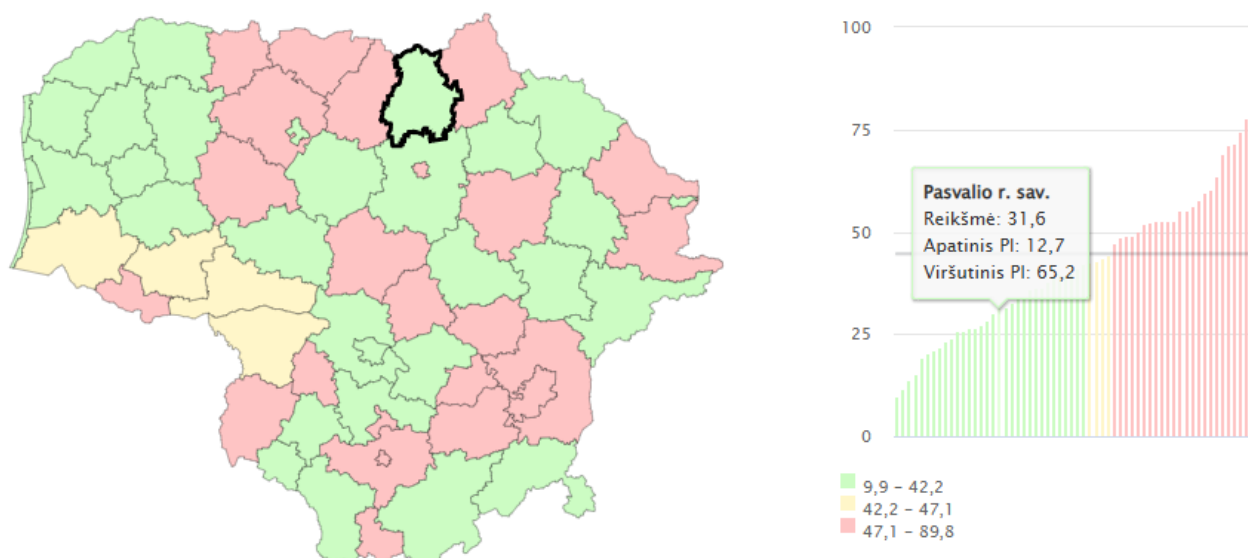 100
75
50
25
0
Pasvalio r. sav.
Reikšmė: 31,6
Apatinis PI: 12,7
Viršutinis PI: 65,2
9,9 – 42,2
42,2 – 47,1
47,1 – 89,8